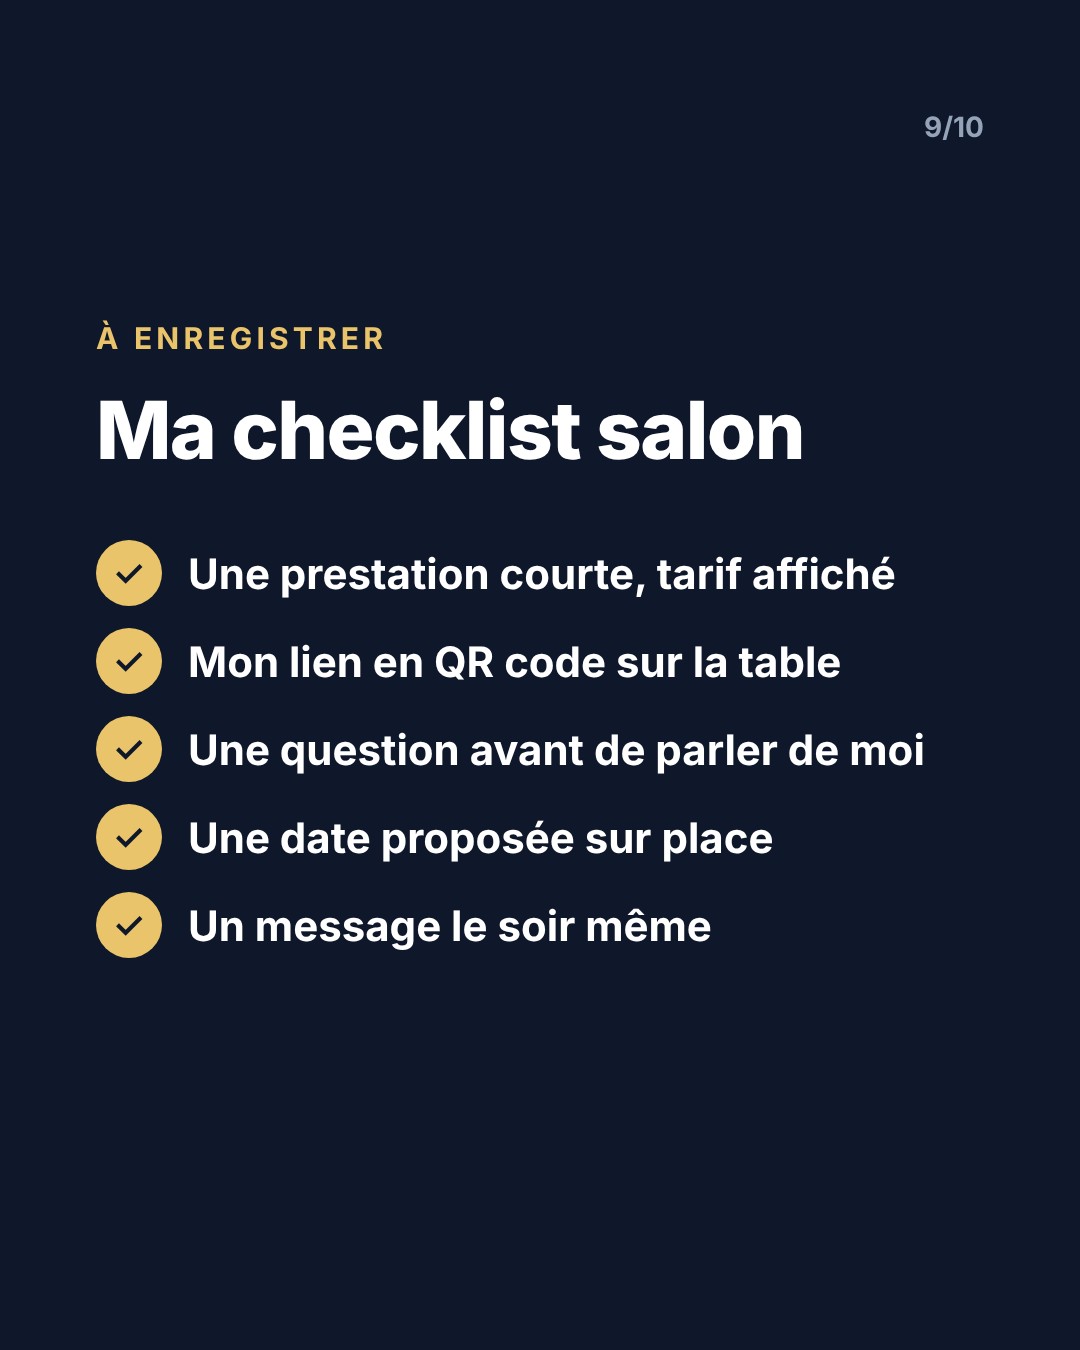 9/10
À ENREGISTRER
Ma checklist salon
Une prestation courte, tarif affiché
Mon lien en QR code sur la table
Une question avant de parler de moi
Une date proposée sur place
Un message le soir même